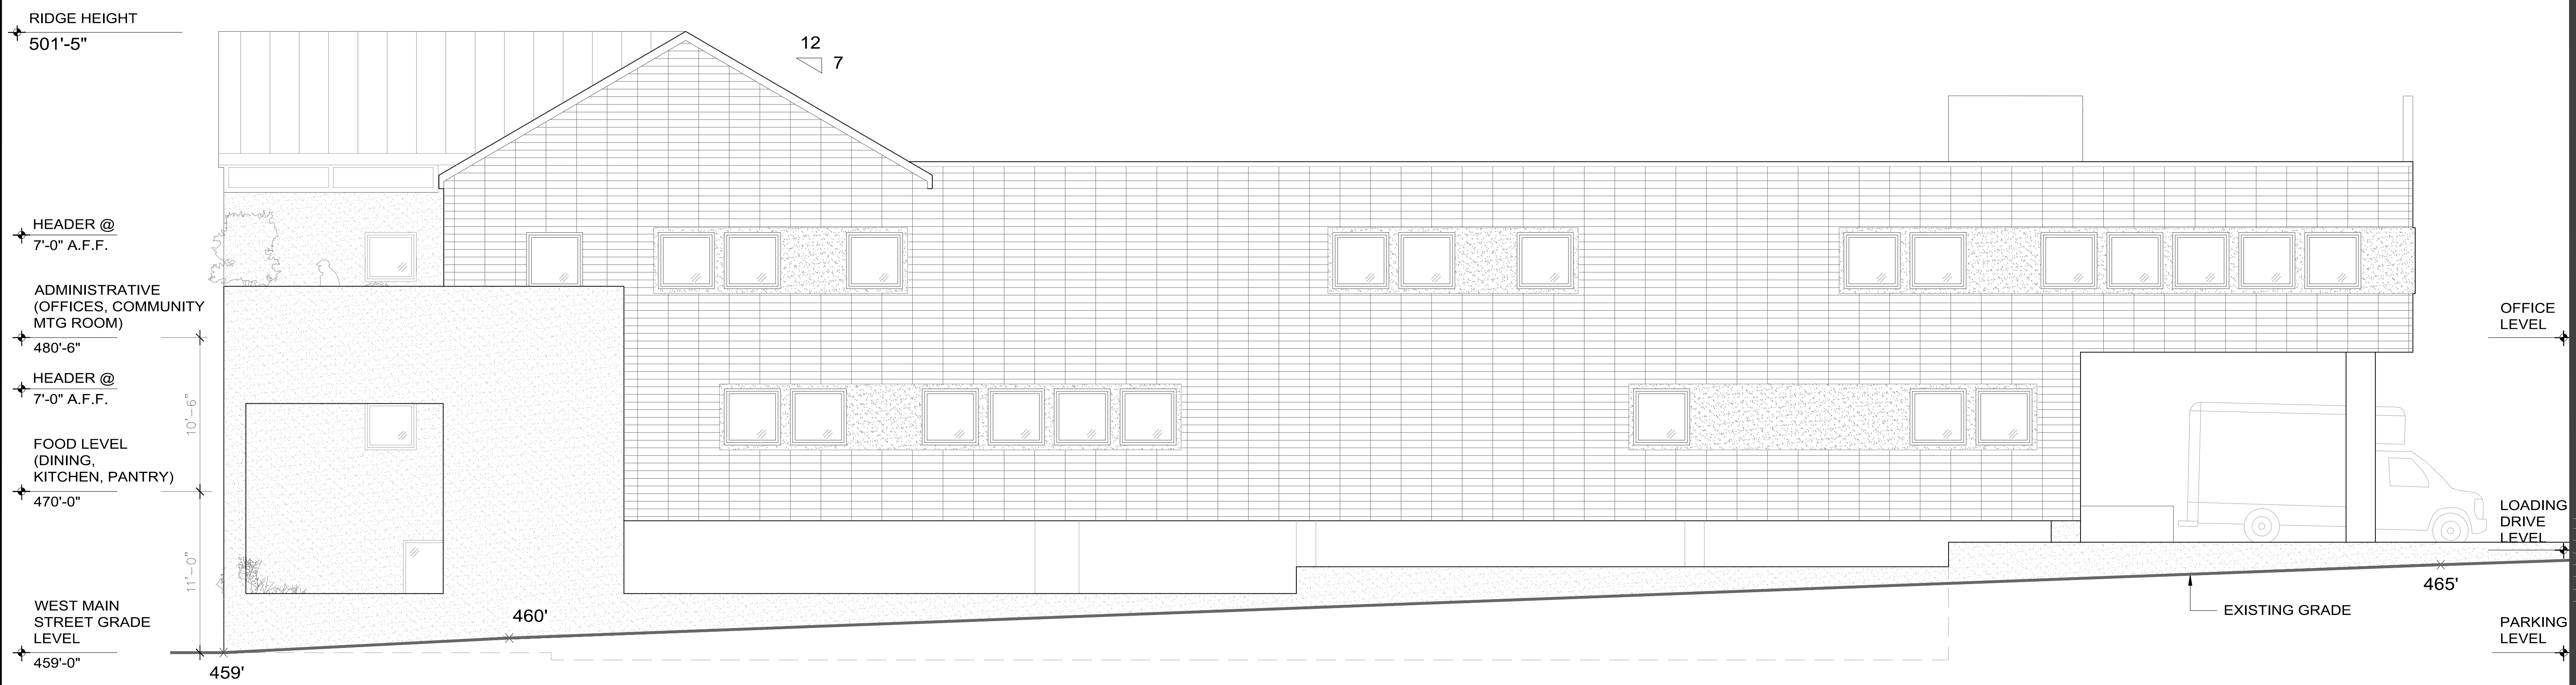 RIDGE HEIGHT
501'-5"
12
7
HEADER @
7'-0" A.F.F.
ADMINISTRATIVE
(OFFICES, COMMUNITY
MTG ROOM)
480'-6"
HEADER @
7'-0" A.F.F.
10'-6"
FOOD LEVEL
(DINING,
KITCHEN, PANTRY)
470'-0"
11'-0"
WEST MAIN
STREET GRADE
LEVEL
459'-0"
459'
460'
465'
EXISTING GRADE
OFFICE
LEVEL
LOADING
DRIVE
LEVEL
PARKING
LEVEL